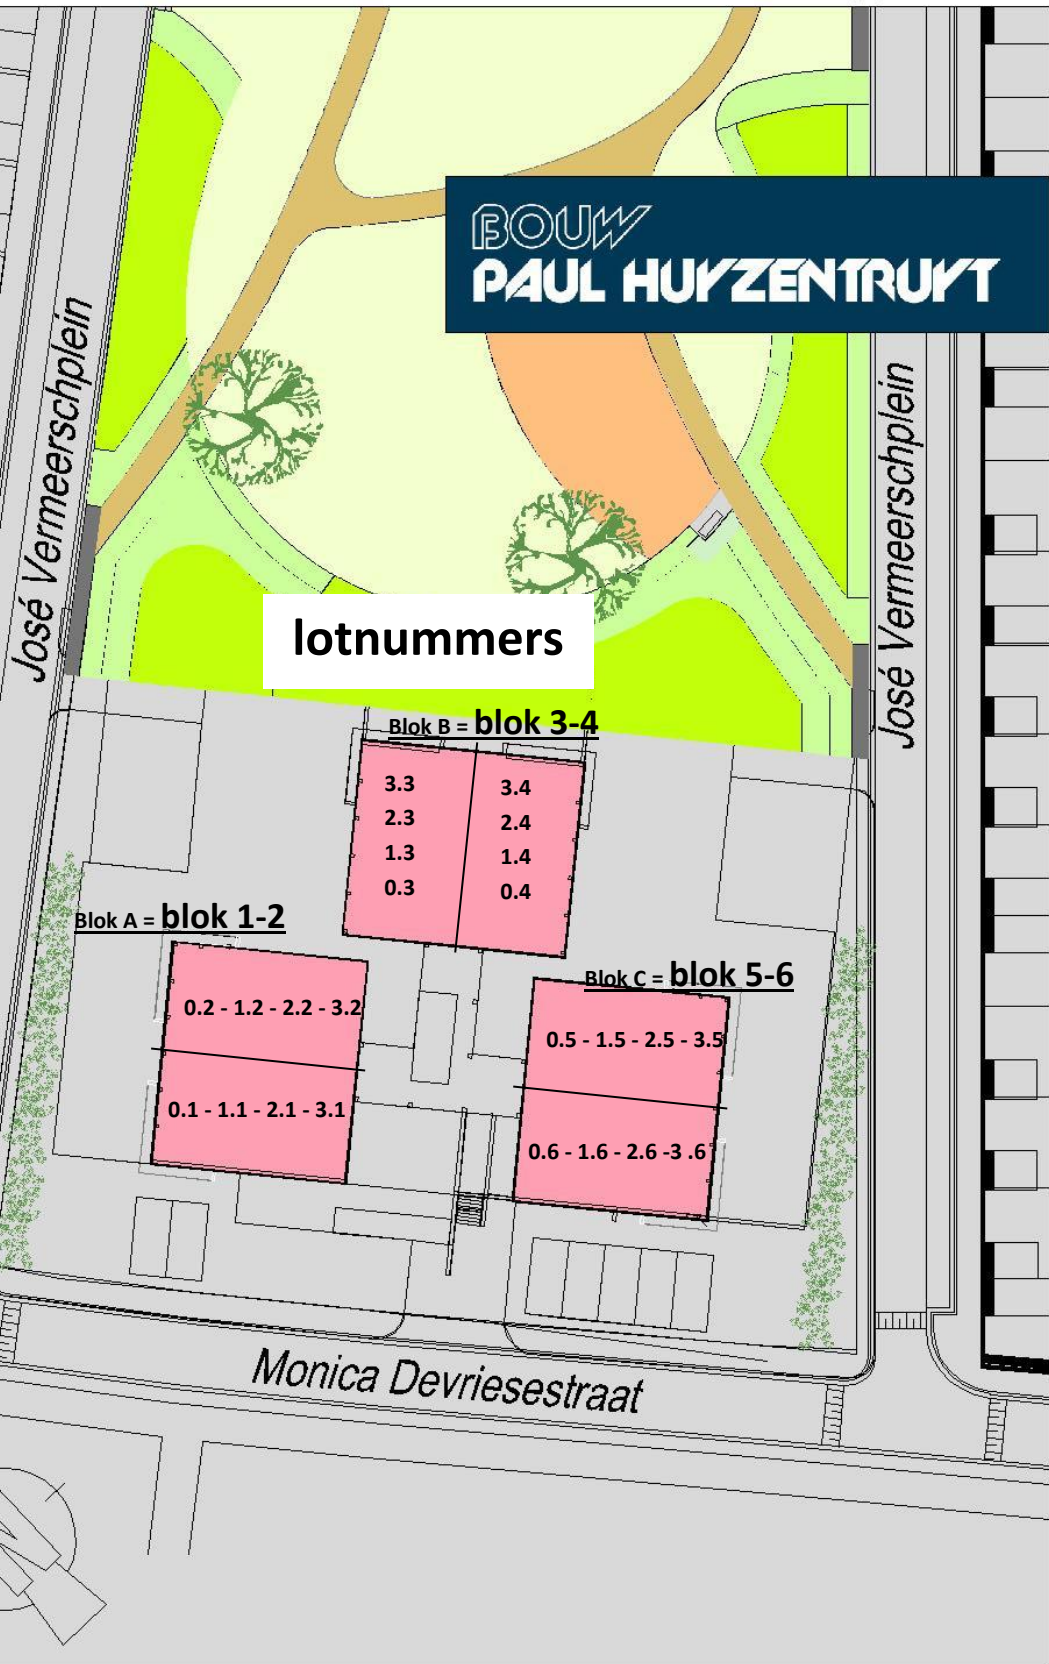 BOUW
PAUL HUYZENTRUYT
José Vermeerschplein
José Vermeerschplein
lotnummers
Blok B = blok 3-4
3.3
2.3
1.3
0.3
3.4
2.4
1.4
0.4
Blok A = blok 1-2
0.2 - 1.2 - 2.2 - 3.2
0.1 - 1.1 - 2.1 - 3.1
Blok C = blok 5-6
0.5 - 1.5 - 2.5 - 3.5
0.6 - 1.6 - 2.6 -3 .6
Monica Devriesestraat